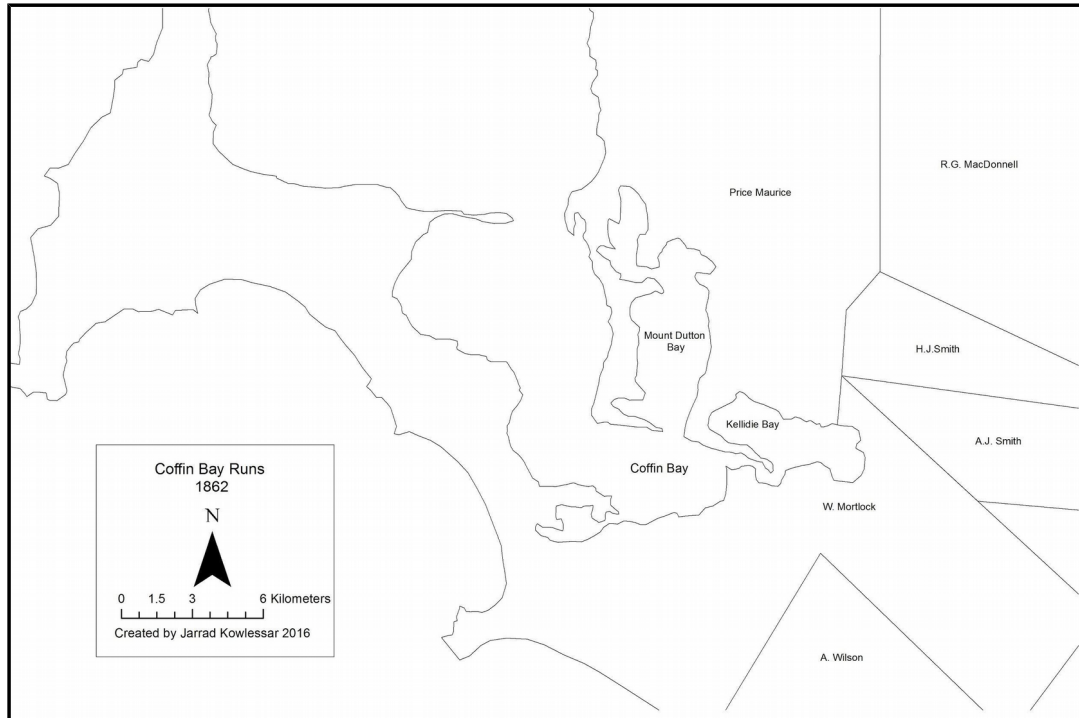 R.G. MacDonnell
Price Maurice
Mount Dutton
Bay
H.J.Smith
Kellidie Bay
A.J. Smith
Coffin Bay
W. Mortlock
A. Wilson
Coffin Bay Runs
1862
N
0 1.5 3 6 Kilometers
Created by Jarrad Kowlessar 2016